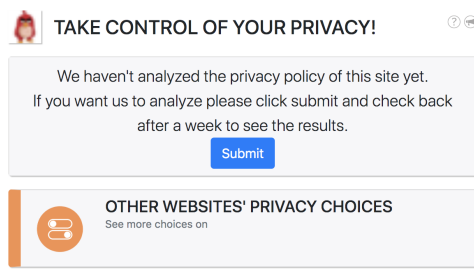 TAKE CONTROL OF YOUR PRIVACY!
?
We haven't analyzed the privacy policy of this site yet.
If you want us to analyze please click submit and check back
after a week to see the results.
Submit
OTHER WEBSITES' PRIVACY CHOICES
See more choices on